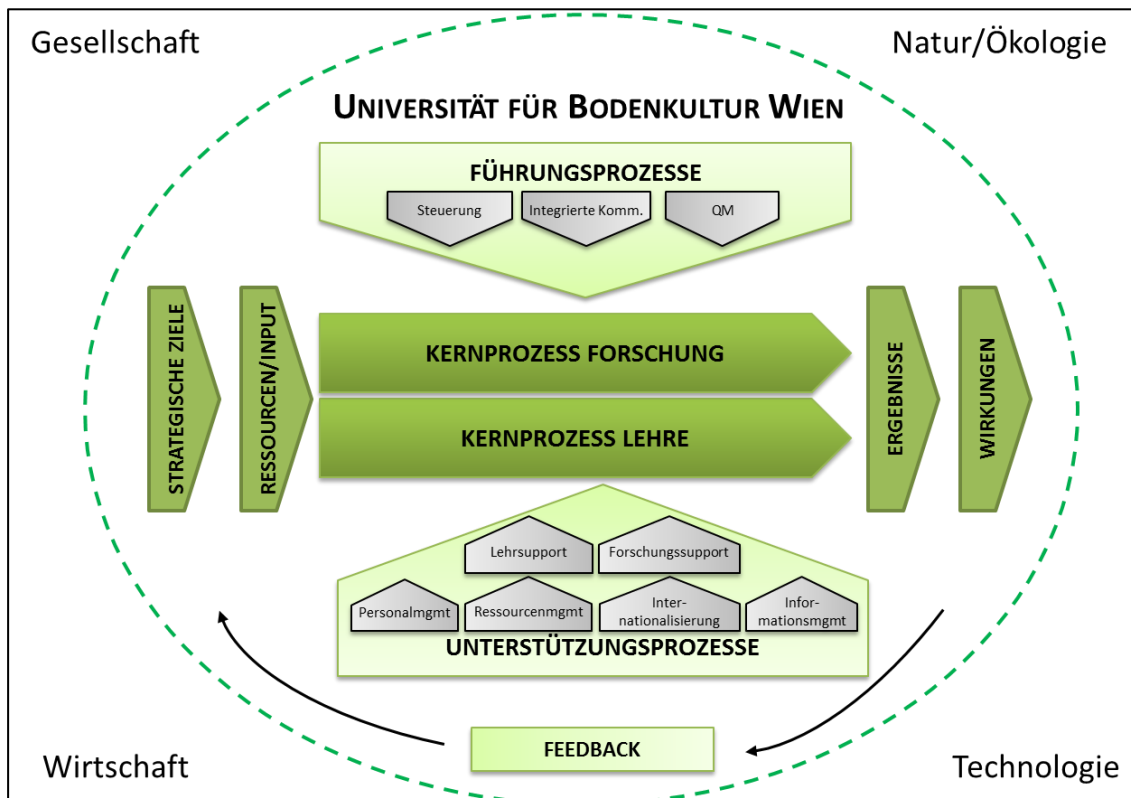 Gesellschaft
Natur/Ökologie
UNIVERSITÄT FÜR BODENKULTUR WIEN
FÜHRUNGSPROZESSE
Steuerung
Integrierte Komm.
QM
STRATEGISCHE ZIELE
RESSOURCEN/INPUT
KERNPROZESS FORSCHUNG
KERNPROZESS LEHRE
ERGEBNISSE
WIRKUNGEN
Lehrsupport
Forschungssupport
Personalmgmt
Ressourcenmgmt
Inter-
nationalisierung
Infor-
mationsmgmt
UNTERSTÜTZUNGSPROZESSE
FEEDBACK
Wirtschaft
Technologie